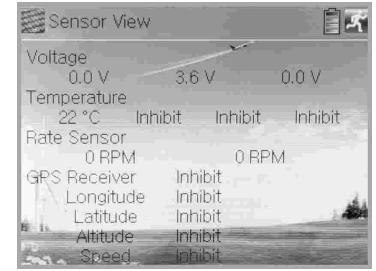 Sensor View
Voltage
0.0 V 3.6 V 0.0 V
Temperature
22 °C Inhibit Inhibit Inhibit
Rate Sensor
0 RPM 0 RPM
GPS Receiver Inhibit
Longitude Inhibit
Latitude Inhibit
Altitude Inhibit
Speed Inhibit